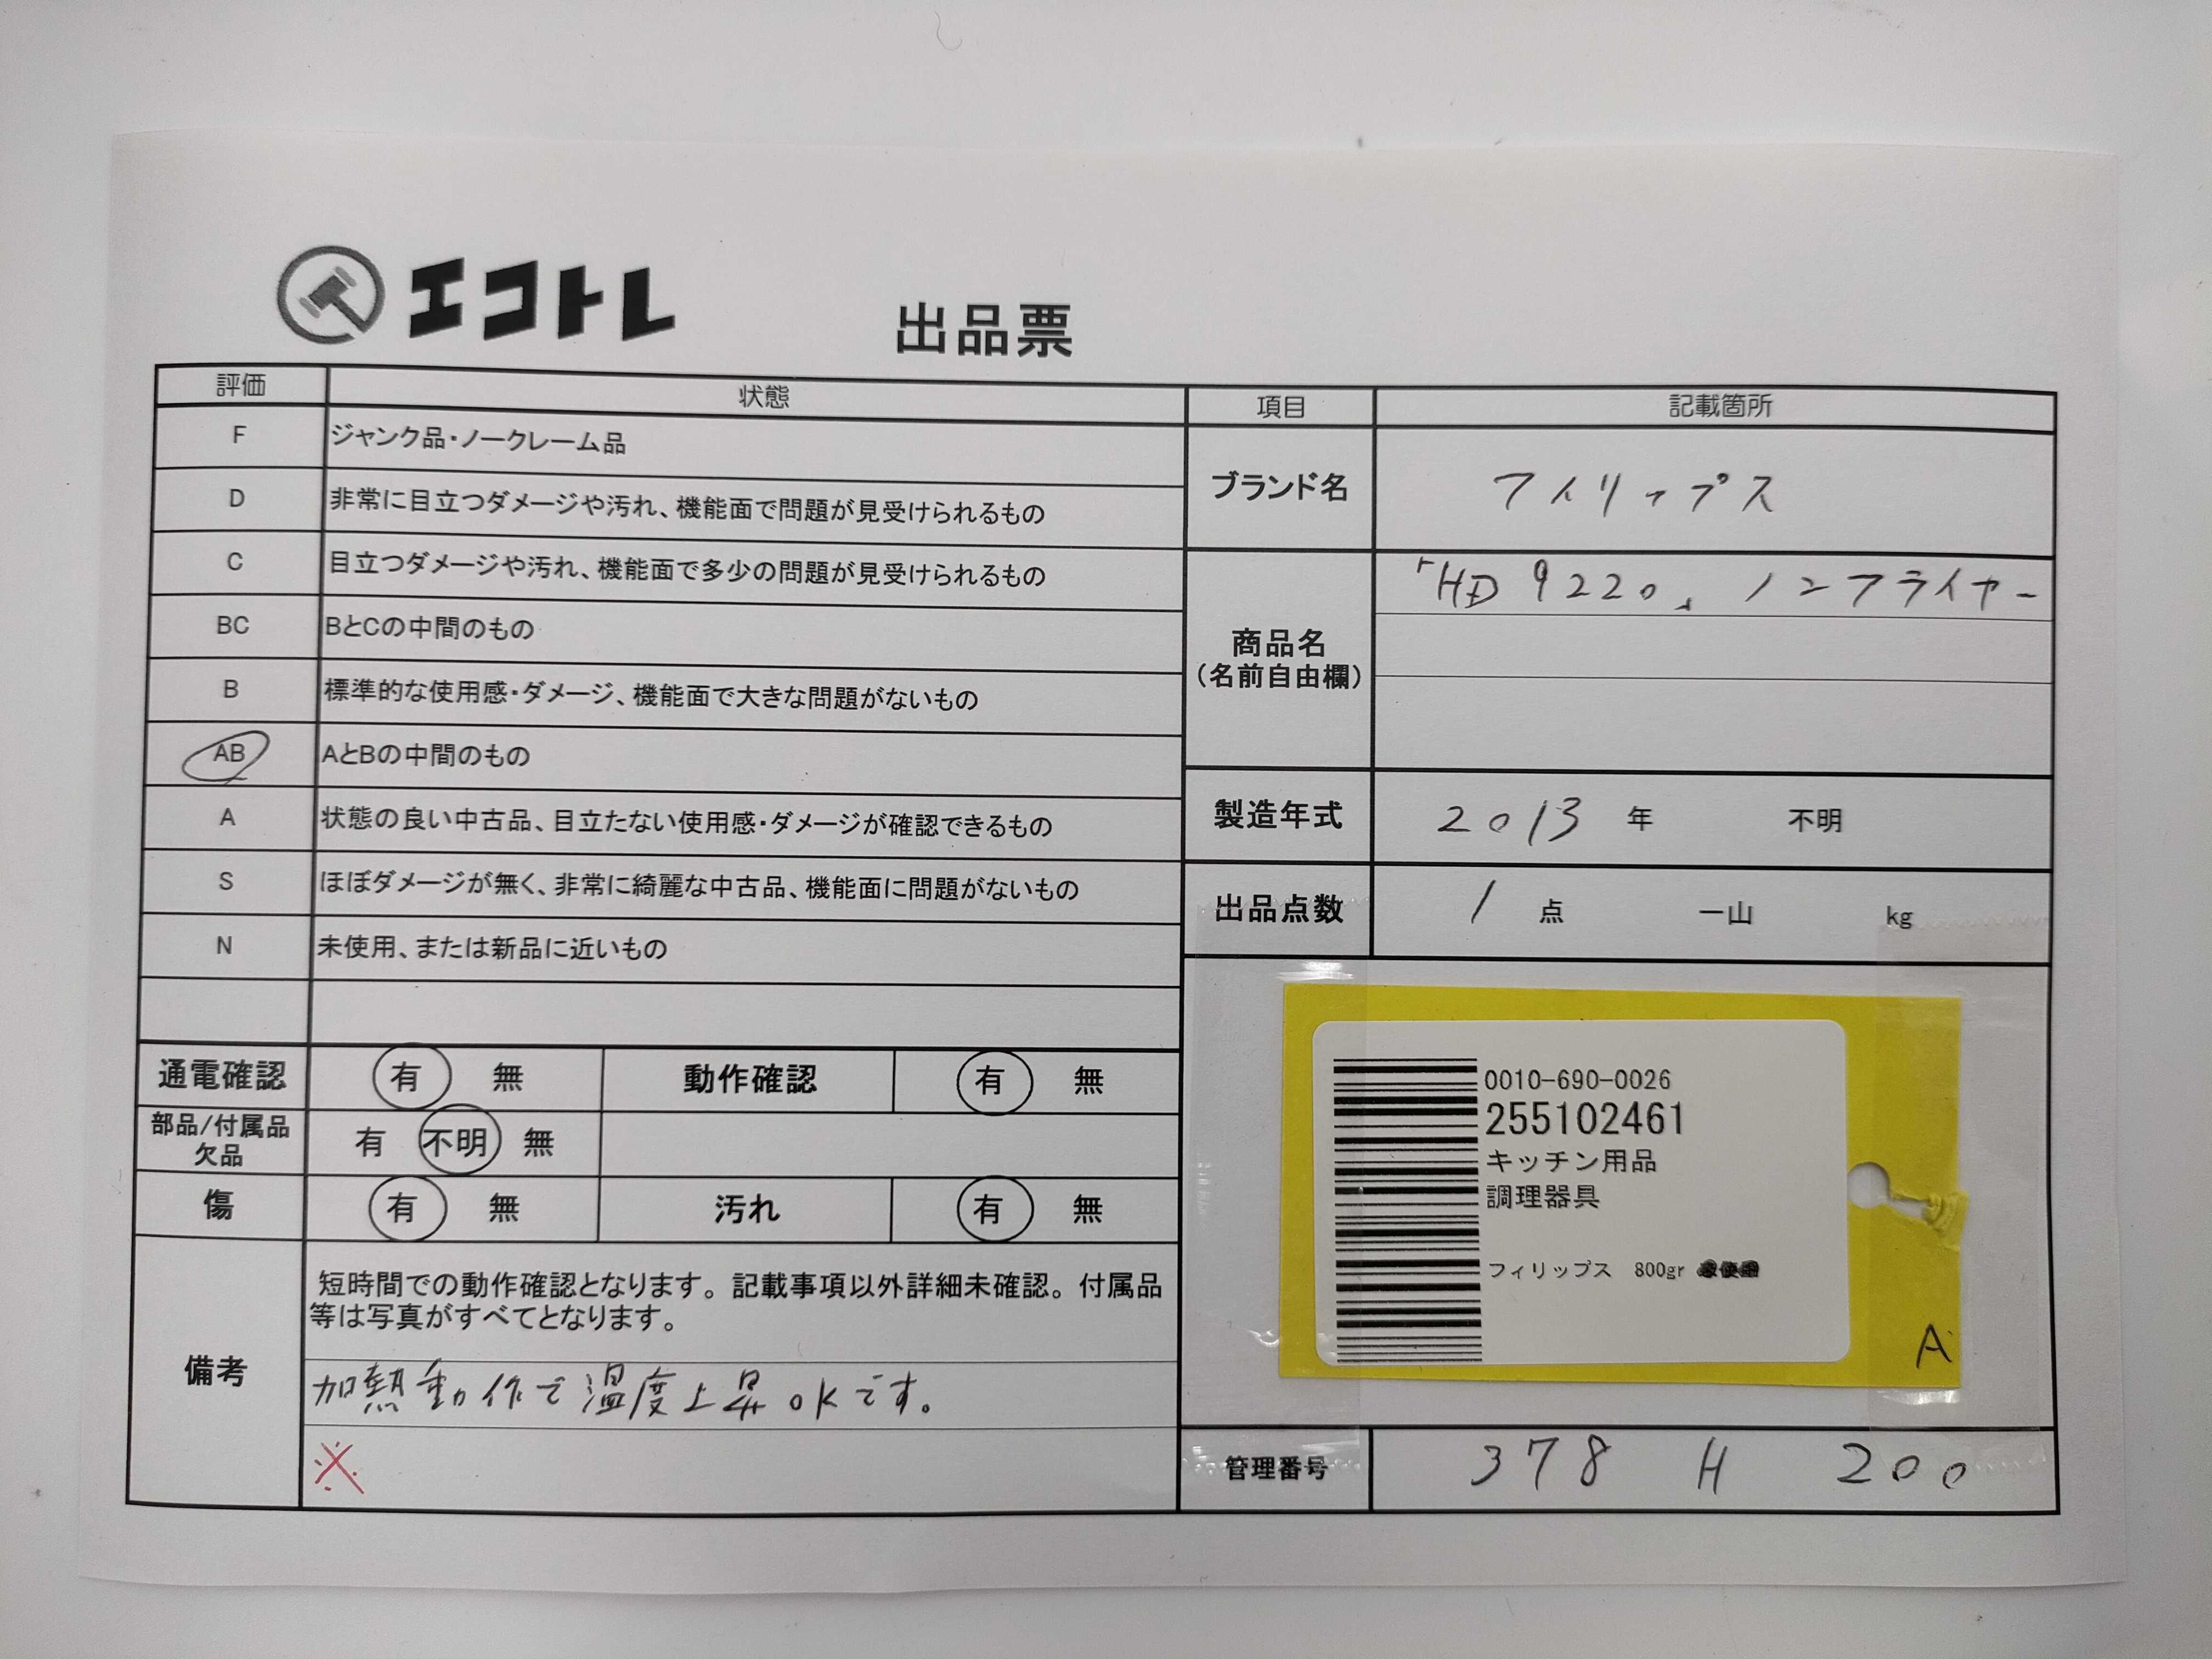 エコトレ
出品票
評価 状態
F ジャンク品・ノークレーム品
D 非常に目立つダメージや汚れ、機能面で問題が見受けられるもの
C 目立つダメージや汚れ、機能面で多少の問題が見受けられるもの
BC BとCの中間のもの
B 標準的な使用感・ダメージ、機能面で大きな問題がないもの
AB AとBの中間のもの
A 状態の良い中古品、目立たない使用感・ダメージが確認できるもの
S ほぼダメージが無く、非常に綺麗な中古品、機能面に問題がないもの
N 未使用、または新品に近いもの
通電確認 有 無 動作確認 有 無
部品/付属品
欠品
有 不明 無
傷 有 無 汚れ 有 無
備考
短時間での動作確認となります。記載事項以外詳細未確認。付属品
等は写真がすべてとなります。
加熱動作で温度上昇OKです。
※
項目 記載箇所
ブランド名 フィリップス
商品名
(名前自由欄)
「HD9220」ノンフライヤー
製造年式 2013 年 不明
出品点数 1 点 一山 kg
0010-690-0026
255102461
キッチン用品
調理器具
フィリップス 800gr
A
管理番号 378 H 200